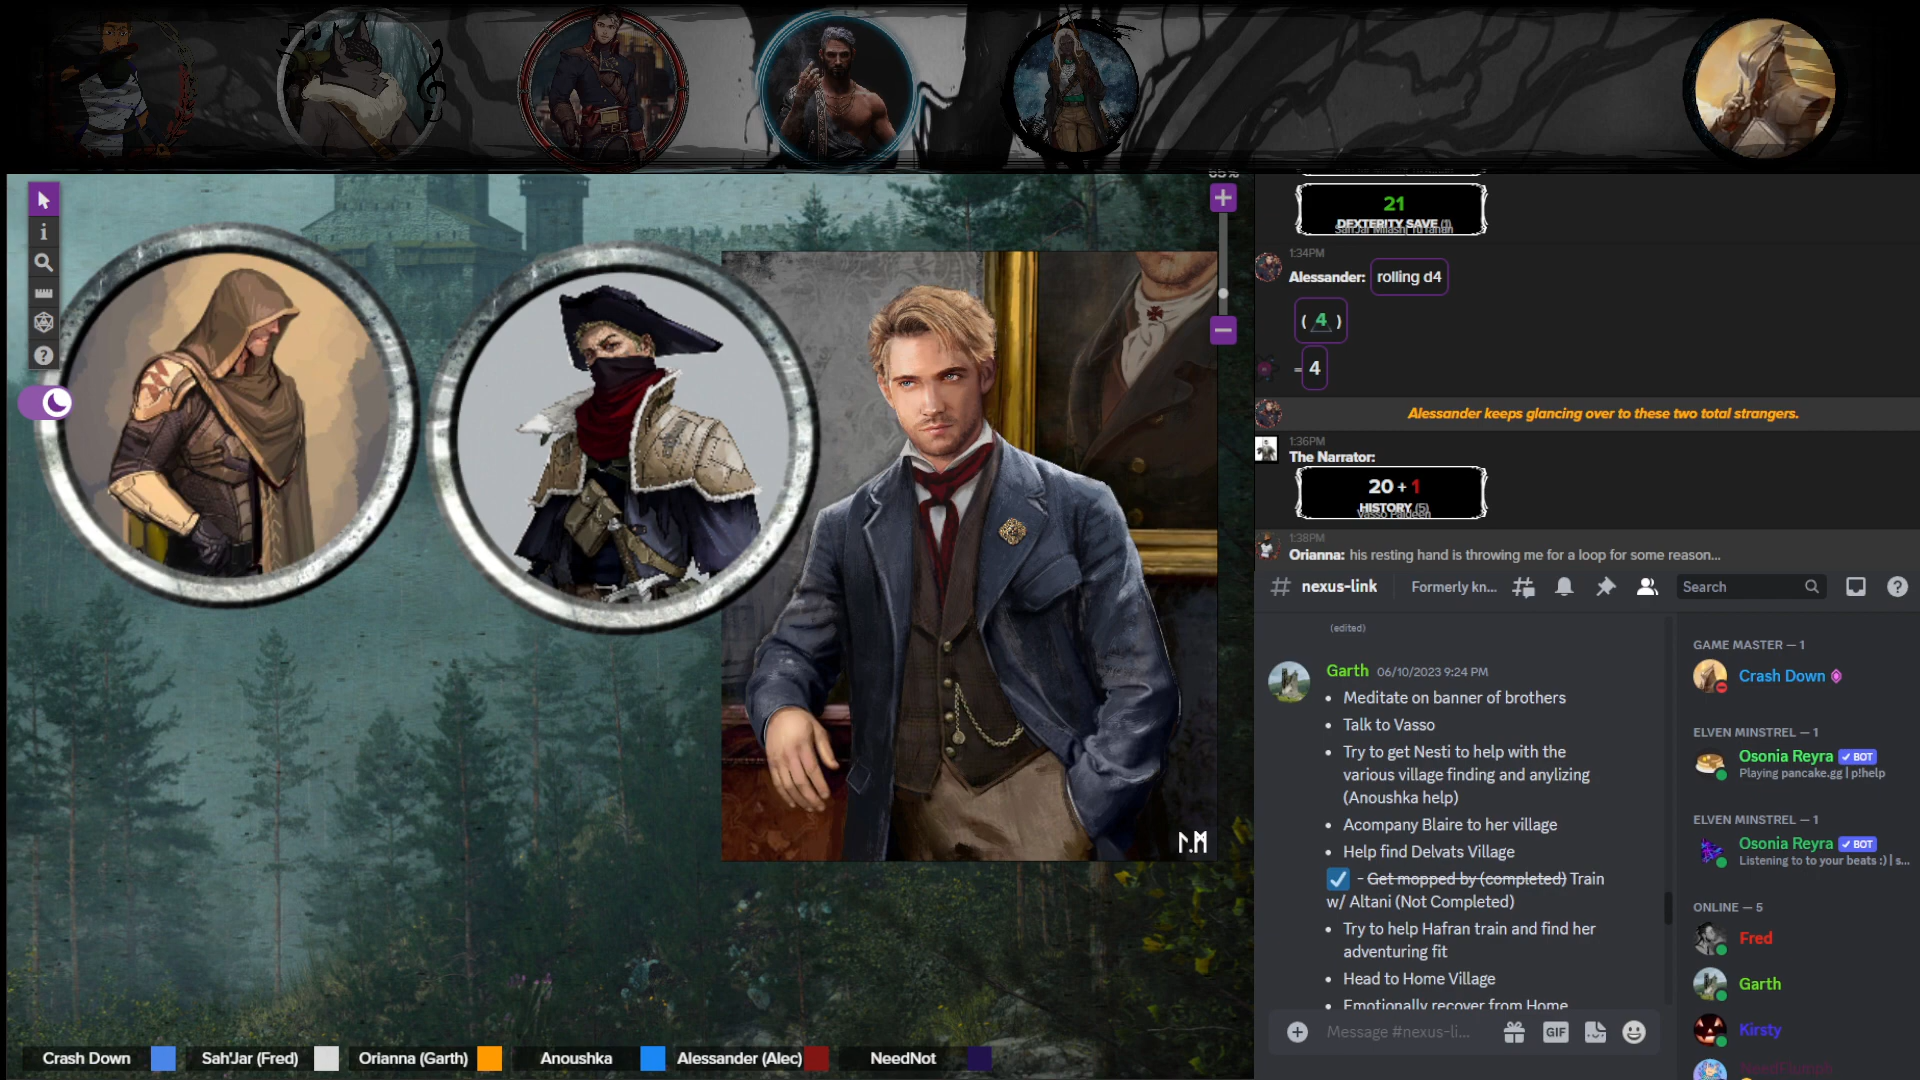 21
DEXTERITY SAVE (1)
1:34PM
Alessander: rolling d4
( 4 )
= 4
Alessander keeps glancing over to these two total strangers.
1:36PM
The Narrator:
20 + 1
HISTORY (5)
Vasso Paldeen
1:38PM
Orianna: his resting hand is throwing me for a loop for some reason...
# nexus-link Formerly kn... Search
(edited)
Garth 06/10/2023 9:24 PM
• Meditate on banner of brothers
• Talk to Vasso
• Try to get Nesti to help with the
various village finding and anylizing
(Anoushka help)
• Acompany Blaire to her village
• Help find Delvats Village
- Get mopped by (completed) Train
w/ Altani (Not Completed)
• Try to help Hafran train and find her
adventuring fit
• Head to Home Village
• Emotionally recover from Home
Message #nexus-li... GIF
GAME MASTER — 1
Crash Down
ELVEN MINSTREL — 1
Osonia Reyra ✓ BOT
Playing pancake.gg | p!help
ELVEN MINSTREL — 1
Osonia Reyra ✓ BOT
Listening to to your beats :) | s...
ONLINE — 5
Fred
Garth
Kirsty
Crash Down Sah'Jar (Fred) Orianna (Garth) Anoushka Alessander (Alec) NeedNot